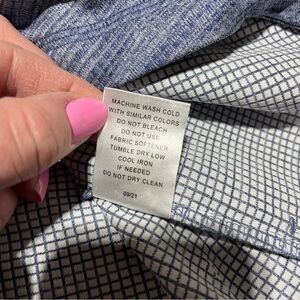 MACHINE WASH COLD
WITH SIMILAR COLORS
DO NOT BLEACH
DO NOT USE
FABRIC SOFTENER
TUMBLE DRY LOW
COOL IRON
IF NEEDED
DO NOT DRY CLEAN
09/21